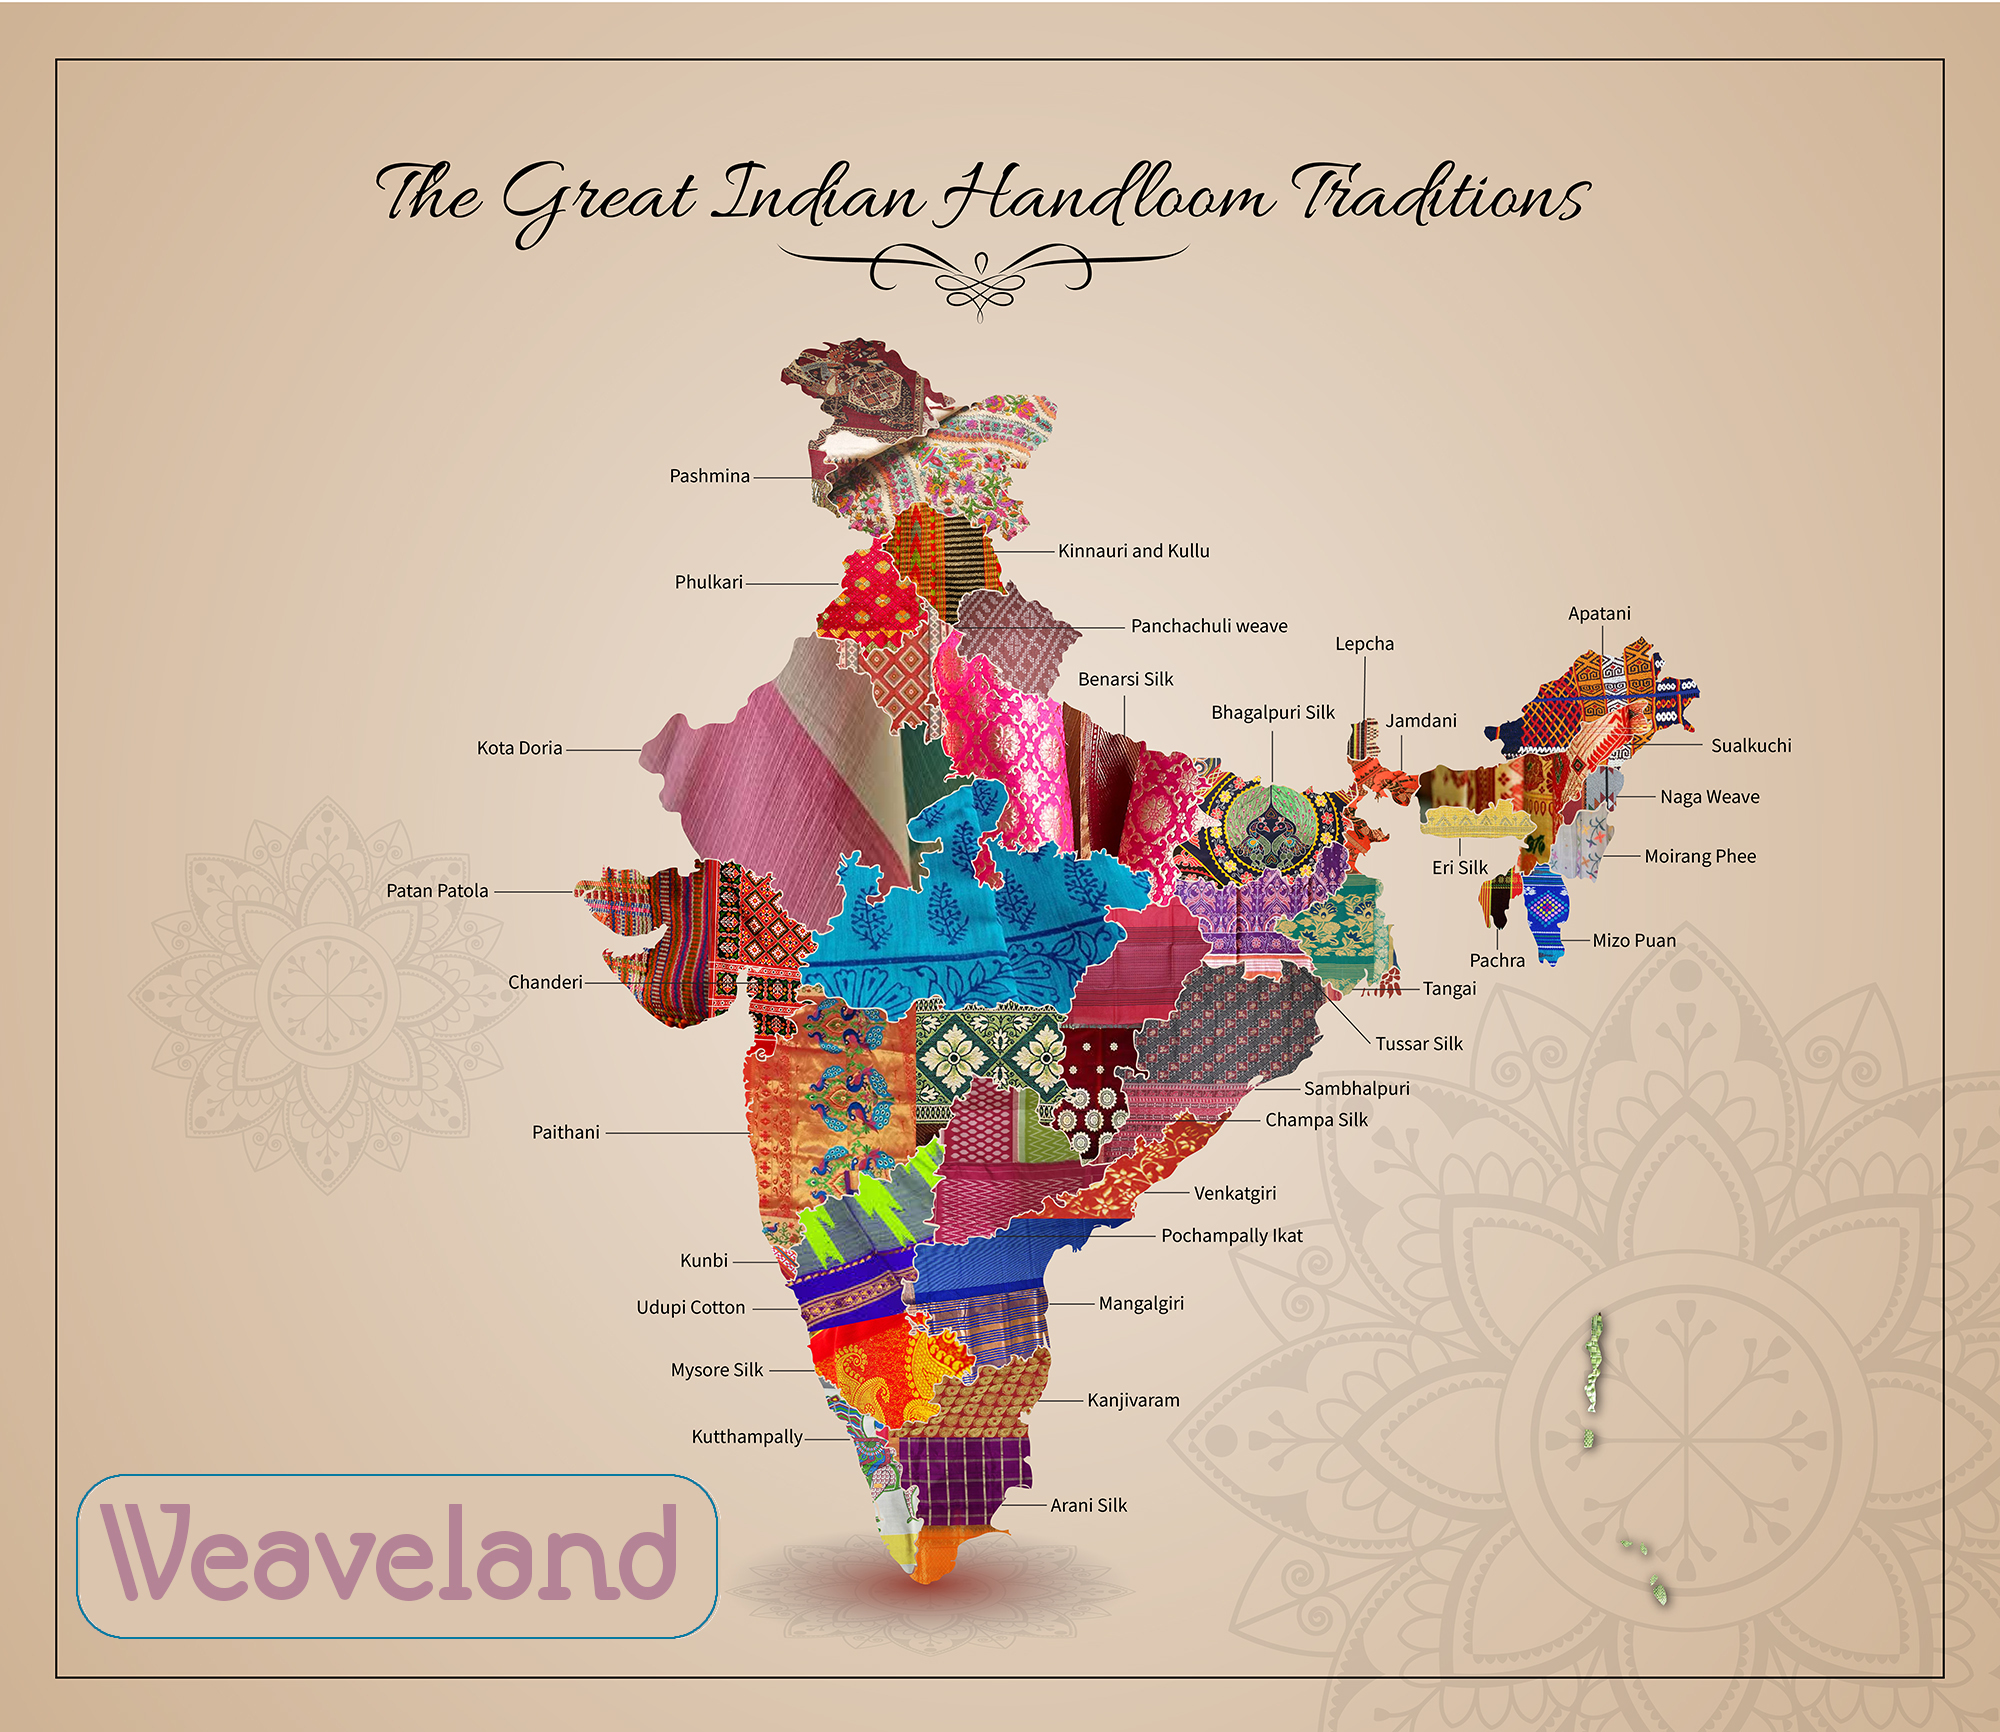 The Great Indian Handloom Traditions
Pashmina
Kinnauri and Kullu
Phulkari
Panchachuli weave
Apatani
Lepcha
Benarsi Silk
Bhagalpuri Silk
Jamdani
Kota Doria
Sualkuchi
Naga Weave
Moirang Phee
Eri Silk
Patan Patola
Mizo Puan
Pachra
Chanderi
Tangai
Tussar Silk
Sambhalpuri
Champa Silk
Paithani
Venkatgiri
Pochampally Ikat
Kunbi
Udupi Cotton
Mangalgiri
Mysore Silk
Kanjivaram
Kutthampally
Arani Silk
Weaveland